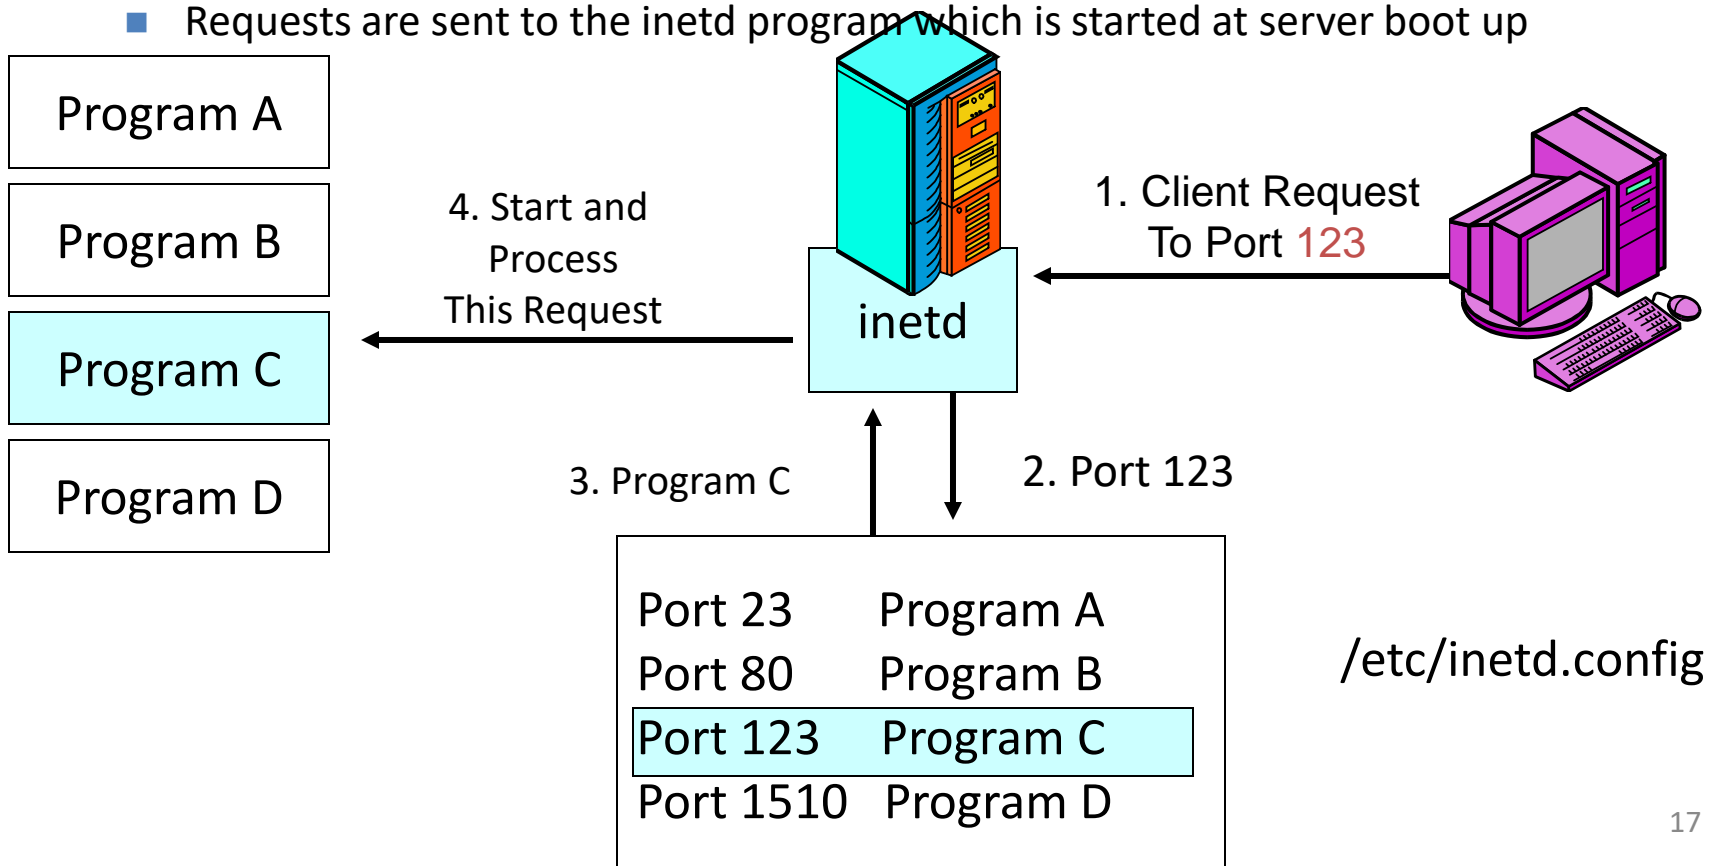 Requests are sent to the inetd program which is started at server boot up
Program A
Program B
Program C
Program D
4. Start and
Process
This Request
inetd
1. Client Request
To Port 123
3. Program C
2. Port 123
Port 23 Program A
Port 80 Program B
Port 123 Program C
Port 1510 Program D
/etc/inetd.config
17